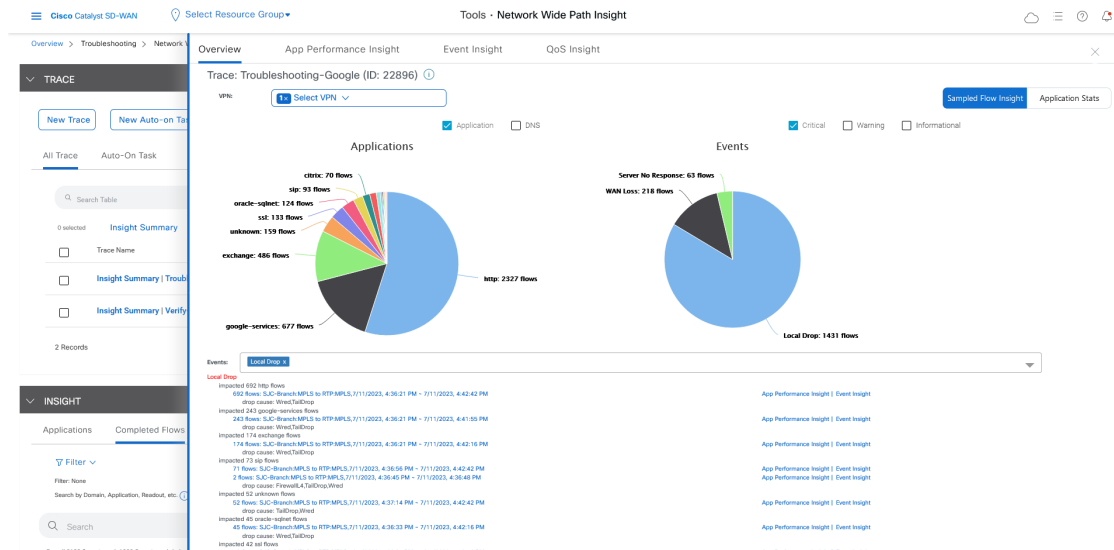 Cisco Catalyst SD-WAN
Select Resource Group▾
Tools · Network Wide Path Insight
Overview > Troubleshooting > Network
TRACE
New Trace
New Auto-on
All Trace
Auto-On Task
Search Table
0 selected
Insight Summary
Trace Name
Insight Summary |
Insight Summary | Verify
2 Records
INSIGHT
Applications
Completed Flows
Filter
Filter: None
Search by Domain, Application, Readout, etc.
Search
Overview
App Performance Insight
Event Insight
QoS Insight
Trace: Troubleshooting-Google (ID: 22896)
VPN:
1 × Select VPN
Sampled Flow Insight
Application Stats
Application
DNS
Critical
Warning
Informational
Applications
citrix: 70 flows
sip: 93 flows
oracle-sqlnet: 124 flows
ssl: 133 flows
unknown: 159 flows
exchange: 486 flows
google-services: 677 flows
http: 2327 flows
Events
Server No Response: 63 flows
WAN Loss: 218 flows
Local Drop: 1431 flows
Events:
Local Drop x
Local Drop
impacted 692 http flows
692 flows: SJC-Branch:MPLS to RTP:MPLS,7/11/2023, 4:36:21 PM - 7/11/2023, 4:42:42 PM App Performance Insight | Event Insight
drop cause: Wred,TailDrop
impacted 243 google-services flows
243 flows: SJC-Branch:MPLS to RTP:MPLS,7/11/2023, 4:36:21 PM - 7/11/2023, 4:41:55 PM App Performance Insight | Event Insight
drop cause: Wred,TailDrop
impacted 174 exchange flows
174 flows: SJC-Branch:MPLS to RTP:MPLS,7/11/2023, 4:36:21 PM - 7/11/2023, 4:42:16 PM App Performance Insight | Event Insight
drop cause: Wred,TailDrop
impacted 73 sip flows
71 flows: SJC-Branch:MPLS to RTP:MPLS,7/11/2023, 4:36:56 PM - 7/11/2023, 4:42:42 PM App Performance Insight | Event Insight
2 flows: SJC-Branch:MPLS to RTP:MPLS,7/11/2023, 4:36:45 PM - 7/11/2023, 4:36:48 PM App Performance Insight | Event Insight
drop cause: FirewallL4,TailDrop,Wred
impacted 52 unknown flows
52 flows: SJC-Branch:MPLS to RTP:MPLS,7/11/2023, 4:37:14 PM - 7/11/2023, 4:42:42 PM App Performance Insight | Event Insight
drop cause: TailDrop,Wred
impacted 45 oracle-sqlnet flows
45 flows: SJC-Branch:MPLS to RTP:MPLS,7/11/2023, 4:36:33 PM - 7/11/2023, 4:42:16 PM App Performance Insight | Event Insight
drop cause: Wred,TailDrop
impacted 42 ssl flows